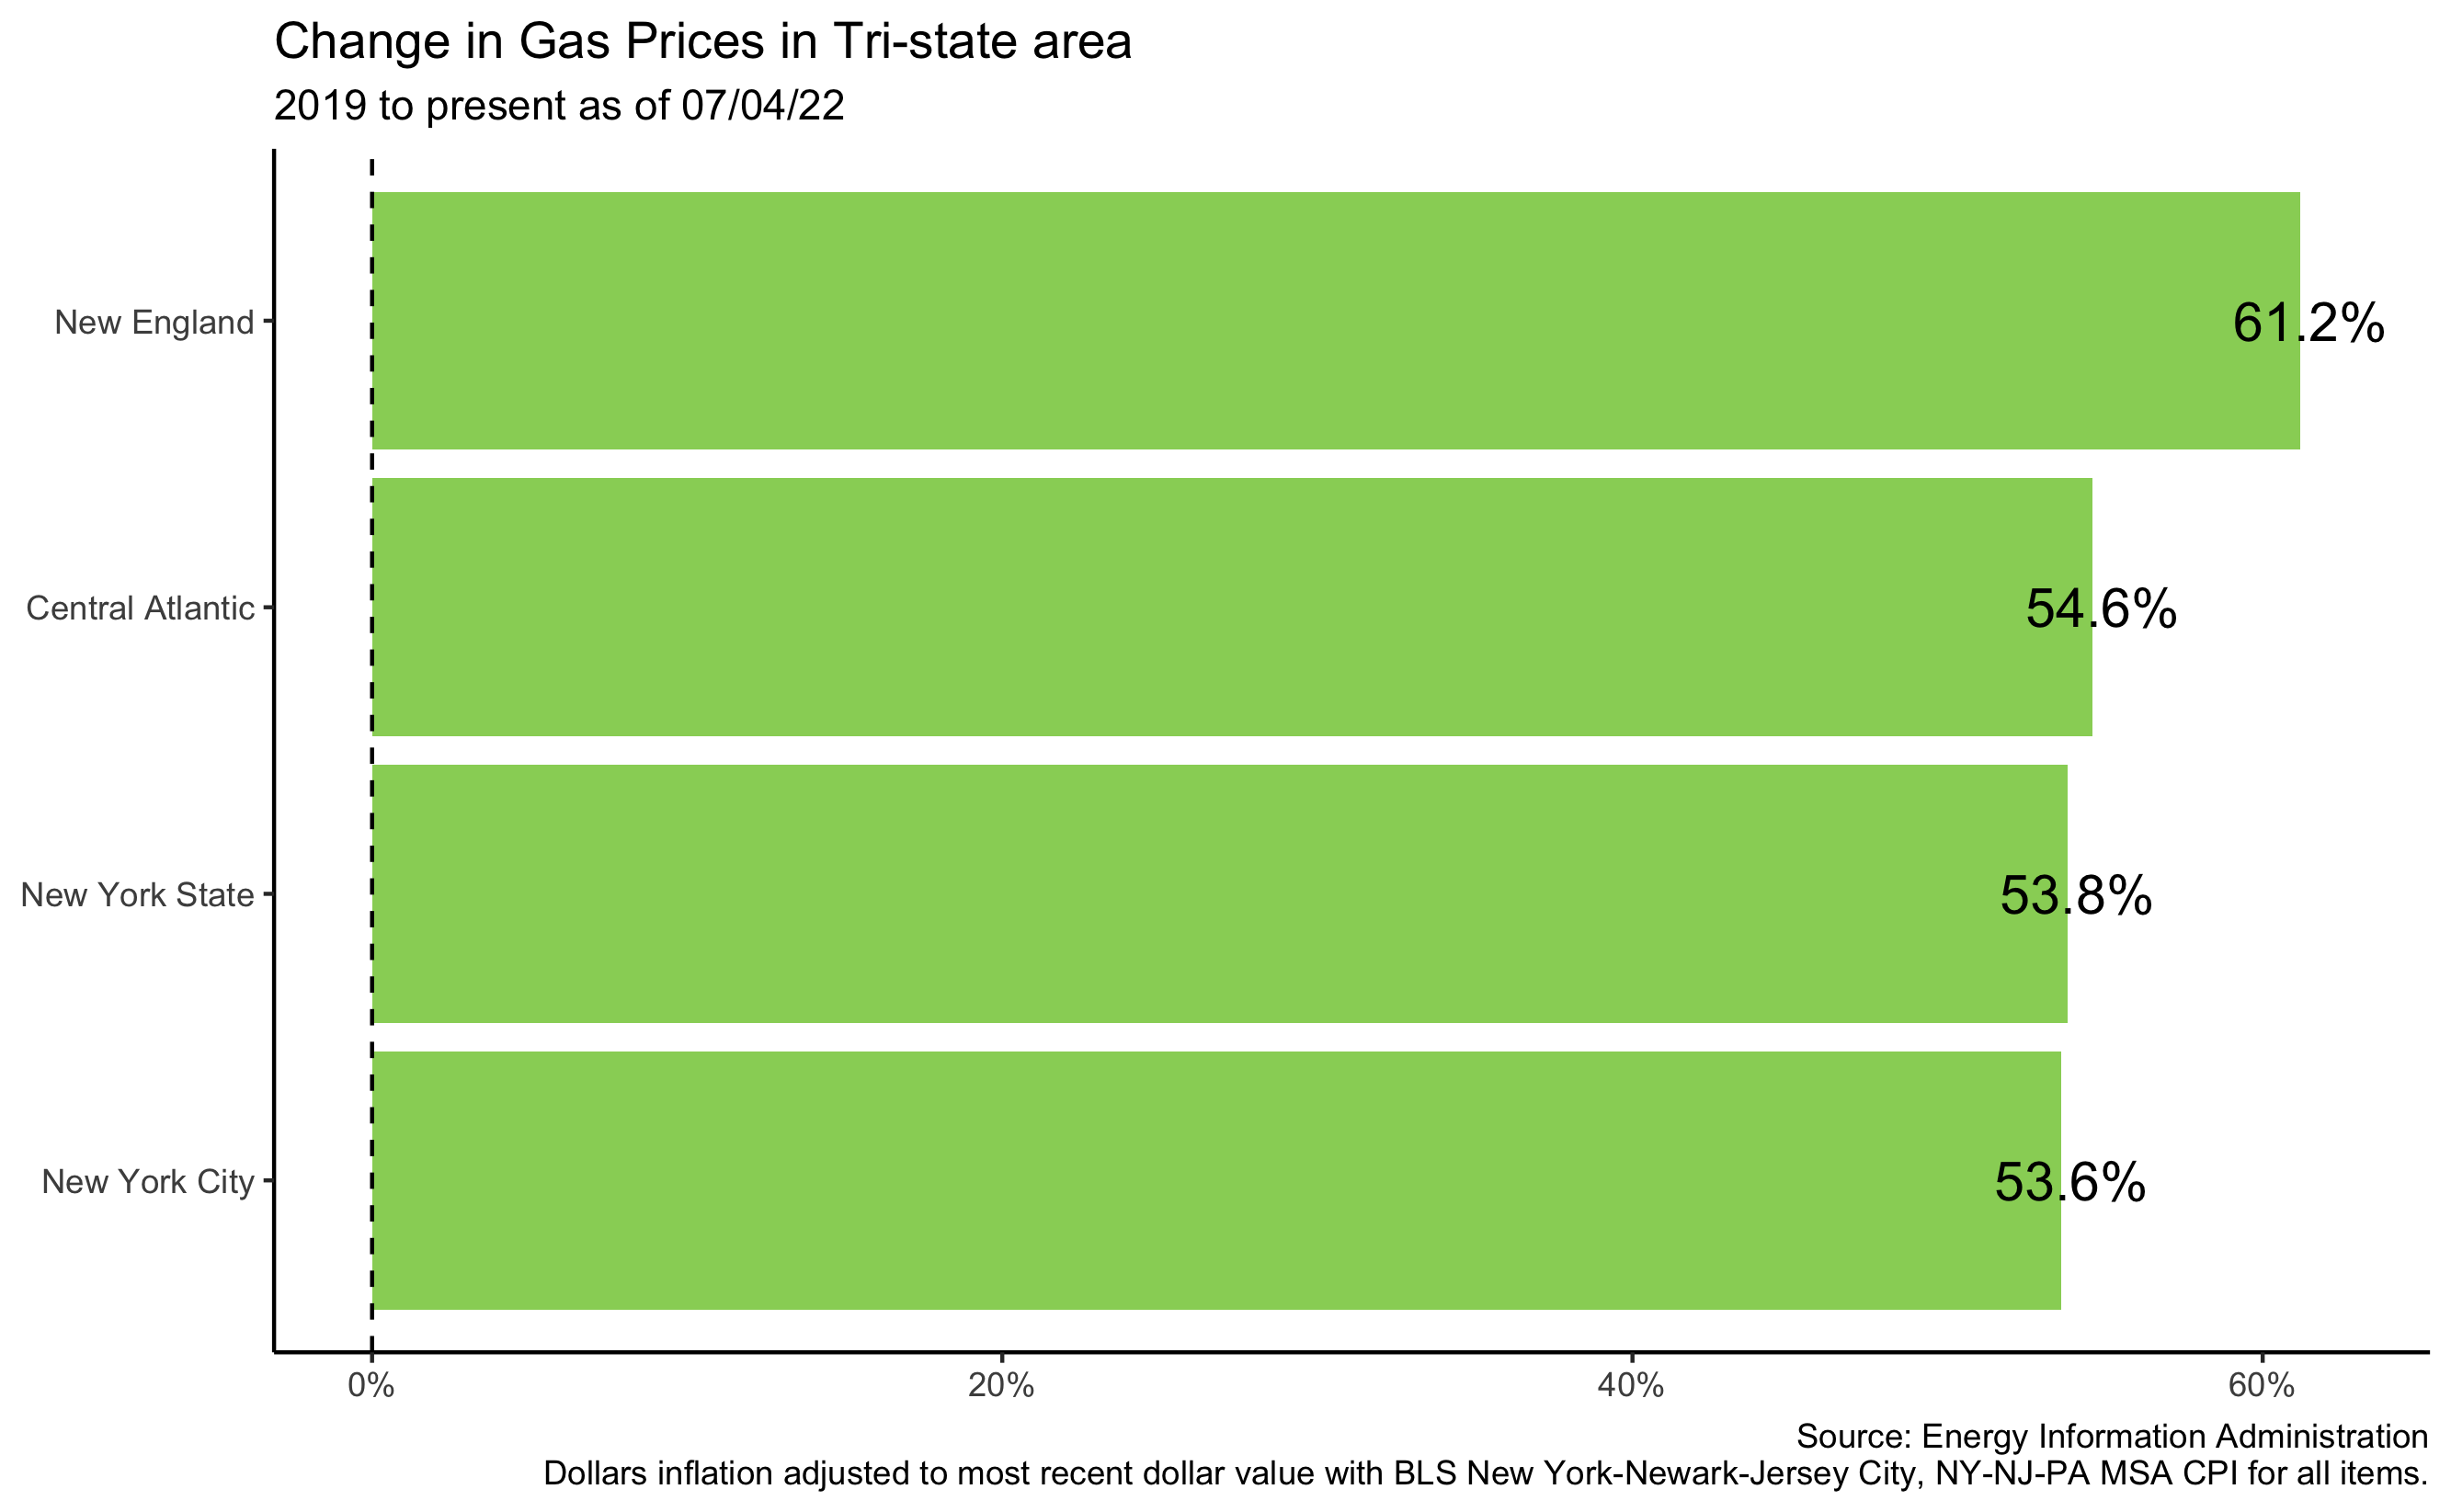 Change in Gas Prices in Tri-state area
2019 to present as of 07/04/22
New England
61.2%
Central Atlantic
54.6%
New York State
53.8%
New York City
53.6%
0%
20%
40%
60%
Source: Energy Information Administration
Dollars inflation adjusted to most recent dollar value with BLS New York-Newark-Jersey City, NY-NJ-PA MSA CPI for all items.